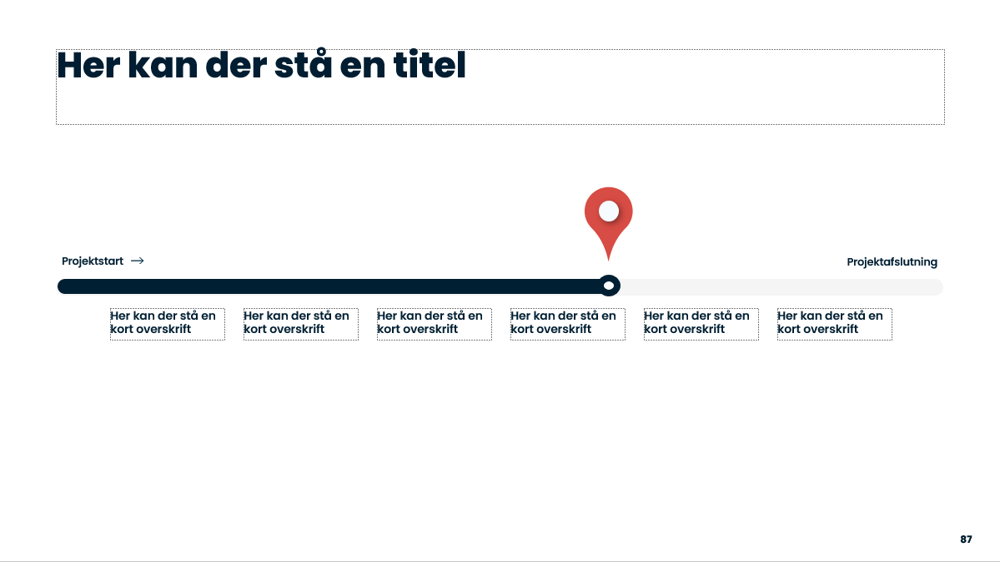 Her kan der stå en titel
Projektstart →
Projektafslutning
Her kan der stå en
kort overskrift
Her kan der stå en
kort overskrift
Her kan der stå en
kort overskrift
Her kan der stå en
kort overskrift
Her kan der stå en
kort overskrift
Her kan der stå en
kort overskrift
87